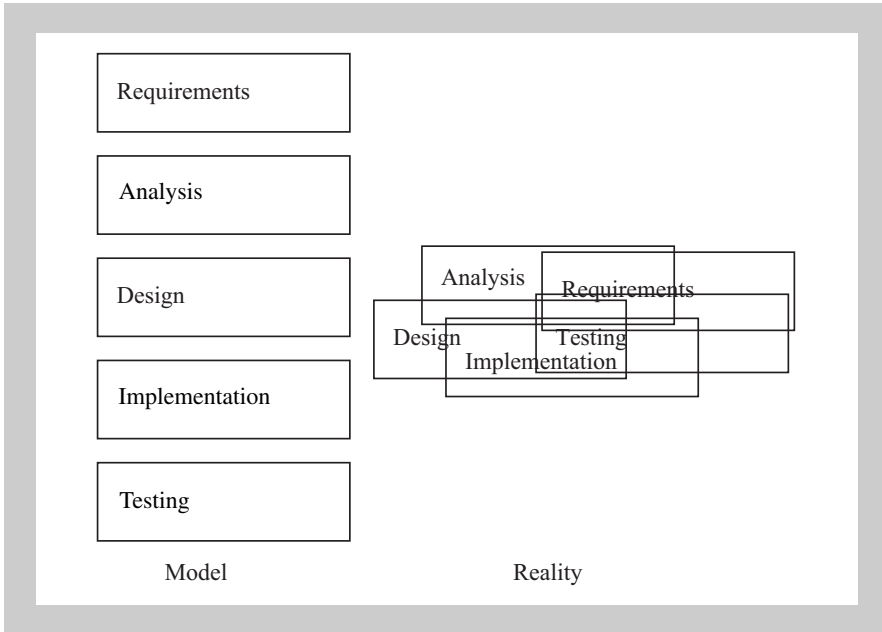 Requirements
Analysis
Design
Implementation
Testing
Model
Analysis
Requirements
Design
Testing
Implementation
Reality